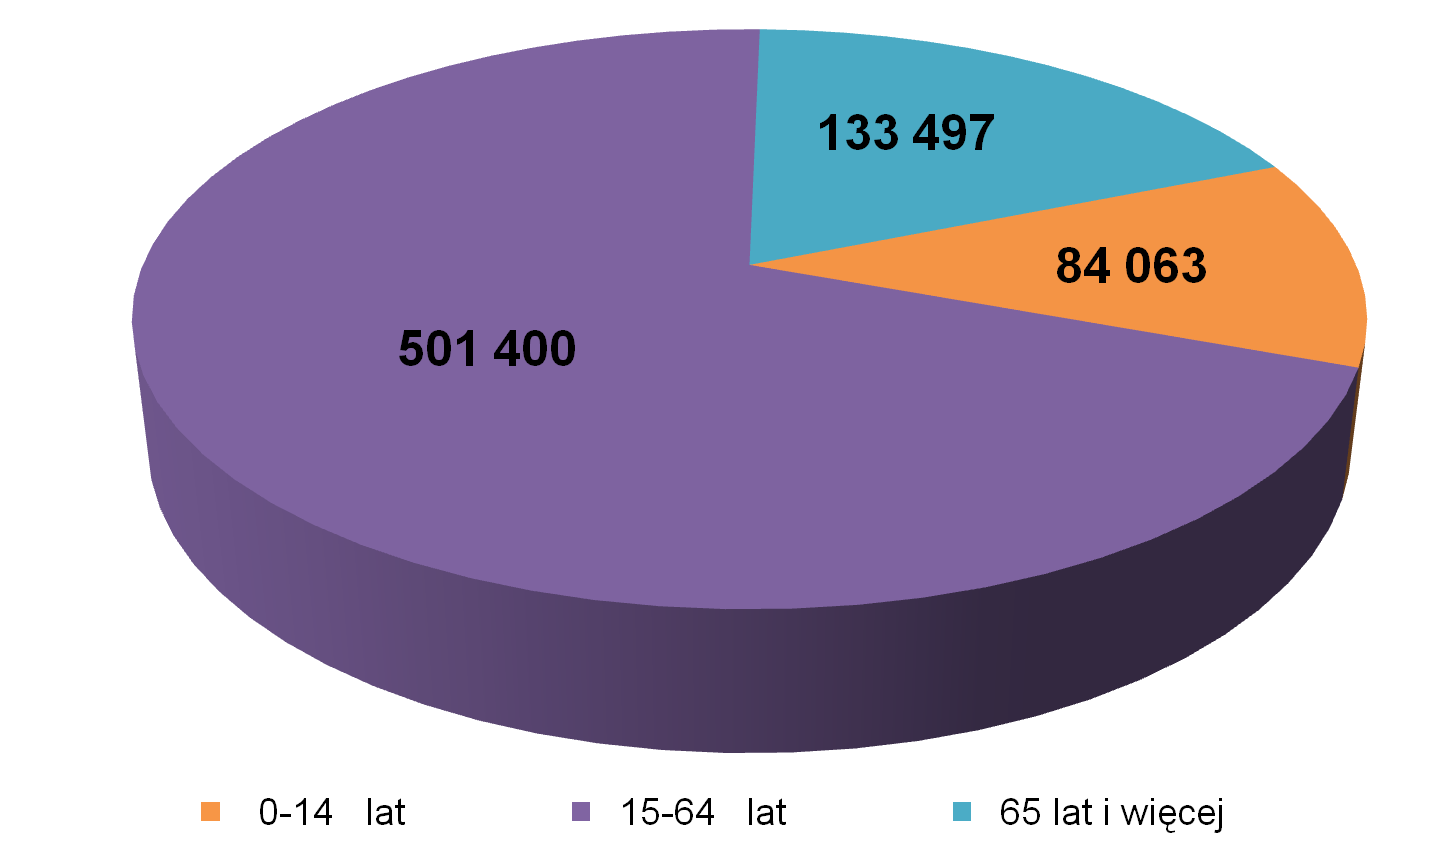 133 497
84 063
501 400
0-14 lat
15-64 lat
65 lat i więcej